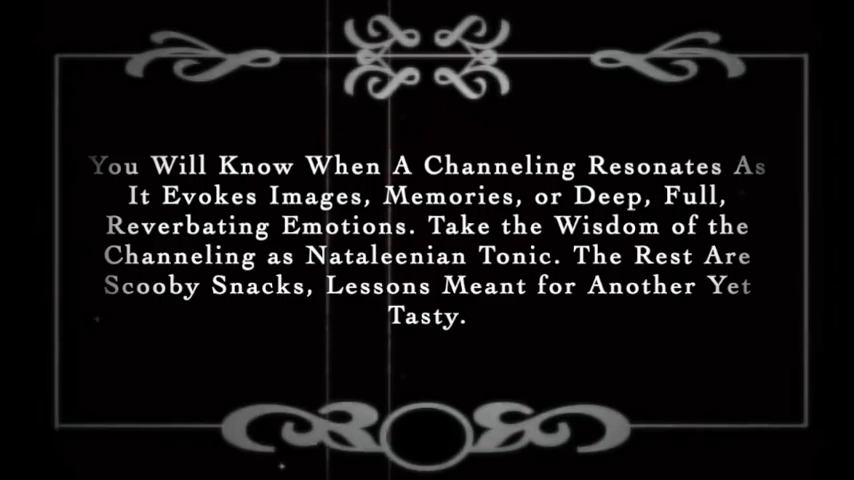 You Will Know When A Channeling Resonates As
It Evokes Images, Memories, or Deep, Full,
Reverbating Emotions. Take the Wisdom of the
Channeling as Nataleenian Tonic. The Rest Are
Scooby Snacks, Lessons Meant for Another Yet
Tasty.